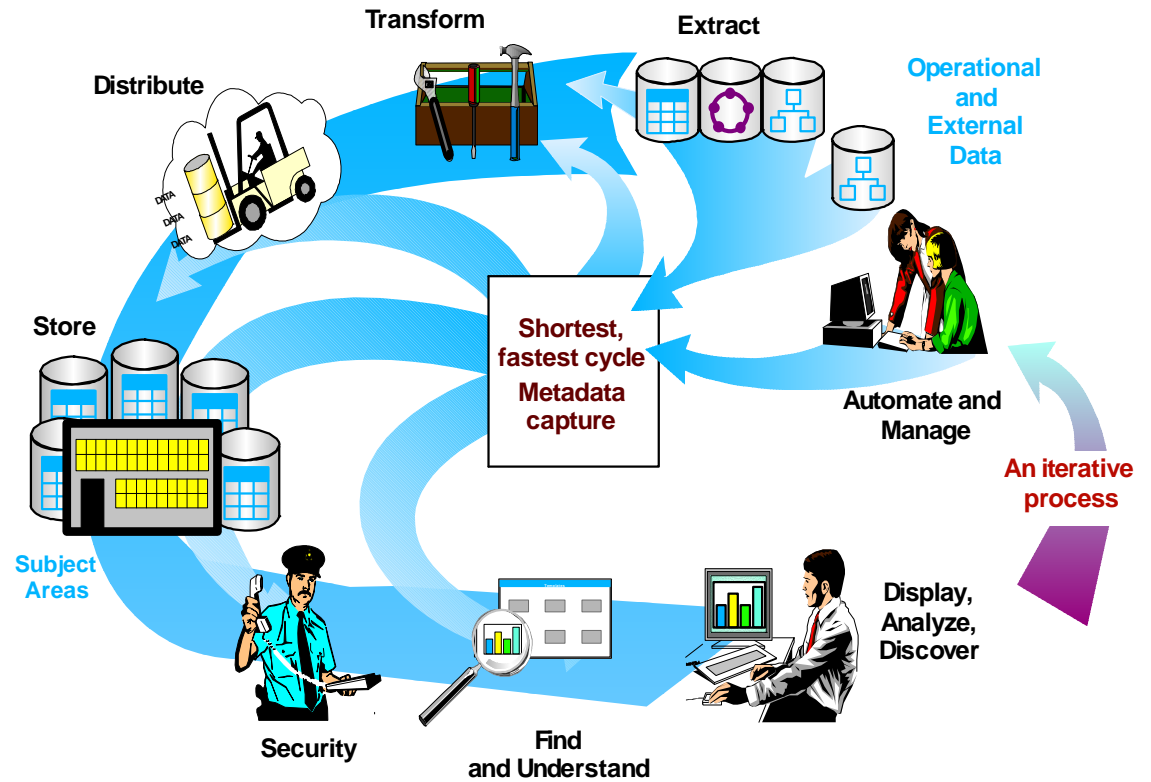 Transform
Extract
Distribute
Operational
and
External
Data
DATA
DATA
DATA
Store
Shortest,
fastest cycle
Metadata
capture
Automate and
Manage
An iterative
process
Subject
Areas
Display,
Analyze,
Discover
Security
Find
and Understand